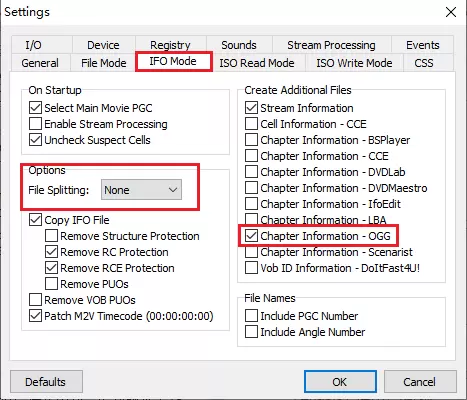 Settings
I/O
Device
Registry
Sounds
Stream Processing
Events
General
File Mode
IFO Mode
ISO Read Mode
ISO Write Mode
CSS
On Startup
Select Main Movie PGC
Enable Stream Processing
Uncheck Suspect Cells
Options
File Splitting:
None
Copy IFO File
Remove Structure Protection
Remove RC Protection
Remove RCE Protection
Remove PUOs
Remove VOB PUOs
Patch M2V Timecode (00:00:00:00)
Create Additional Files
Stream Information
Cell Information - CCE
Chapter Information - BSPlayer
Chapter Information - CCE
Chapter Information - DVDLab
Chapter Information - DVDMaestro
Chapter Information - IfoEdit
Chapter Information - LBA
Chapter Information - OGG
Chapter Information - Scenarist
Vob ID Information - DoItFast4U!
File Names
Include PGC Number
Include Angle Number
Defaults
OK
Cancel